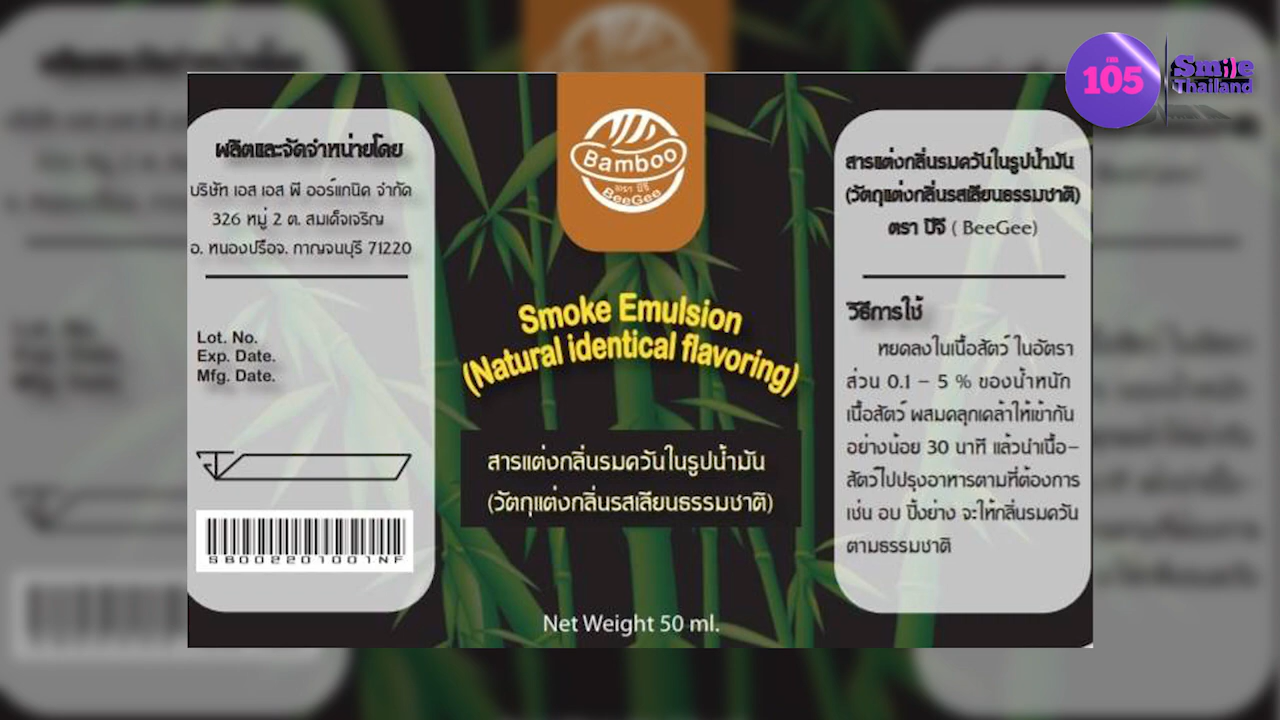 105
Smile
Thailand
ผลิตและจัดจำหน่ายโดย
บริษัท เอส เอส พี ออร์แกนิค จำกัด
326 หมู่ 2 ต. สมเด็จเจริญ
อ. หนองปรือจ. กาญจนบุรี 71220
Lot. No.
Exp. Date.
Mfg. Date.
SB002201001NF
Bamboo
ตรา บีจี
BeeGee
Smoke Emulsion
(Natural identical flavoring)
สารแต่งกลิ่นรมควันในรูปน้ำมัน
(วัตถุแต่งกลิ่นรสเลียนธรรมชาติ)
Net Weight 50 ml.
สารแต่งกลิ่นรมควันในรูปน้ำมัน
(วัตถุแต่งกลิ่นรสเลียนธรรมชาติ)
ตรา บีจี ( BeeGee)
วิธีการใช้
หยดลงในเนื้อสัตว์ ในอัตรา
ส่วน 0.1 – 5 % ของน้ำหนัก
เนื้อสัตว์ ผสมคลุกเคล้าให้เข้ากัน
อย่างน้อย 30 นาที แล้วนำเนื้อ–
สัตว์ไปปรุงอาหารตามที่ต้องการ
เช่น อบ ปิ้งย่าง จะให้กลิ่นรมควัน
ตามธรรมชาติ